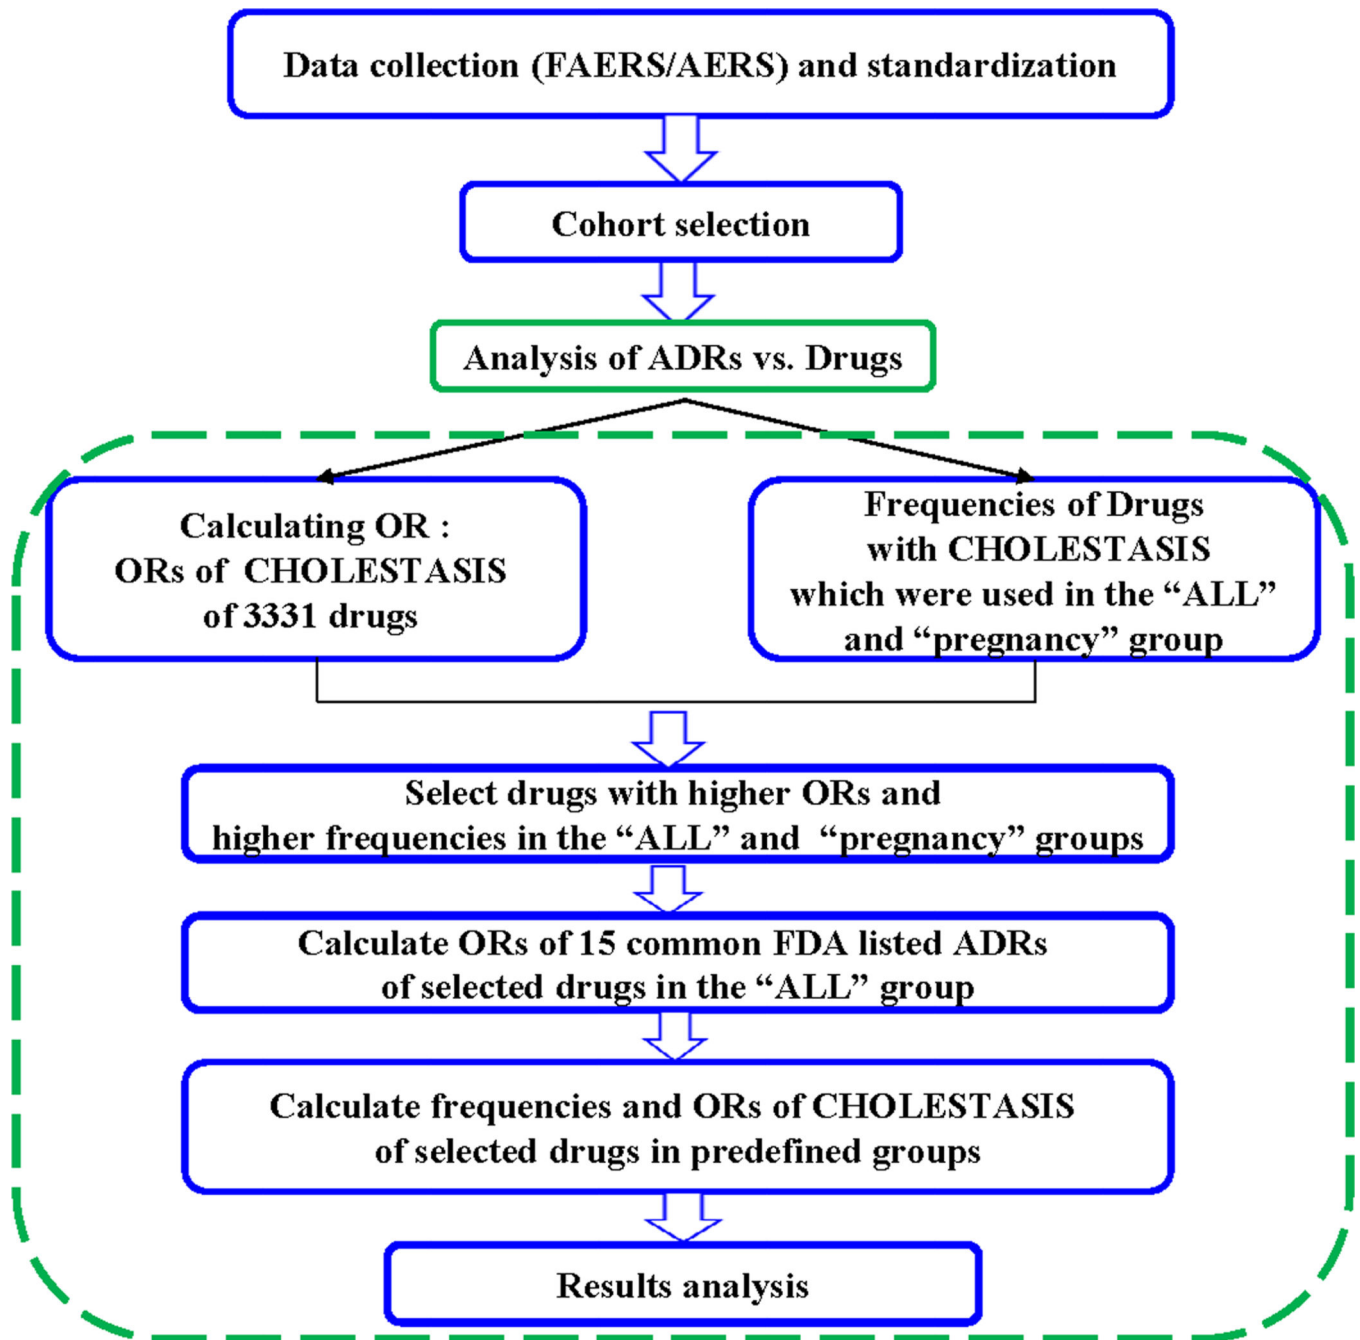 Data collection (FAERS/AERS) and standardization
Cohort selection
Analysis of ADRs vs. Drugs
Calculating OR :
ORs of CHOLESTASIS
of 3331 drugs
Frequencies of Drugs
with CHOLESTASIS
which were used in the “ALL”
and “pregnancy” group
Select drugs with higher ORs and
higher frequencies in the “ALL” and “pregnancy” groups
Calculate ORs of 15 common FDA listed ADRs
of selected drugs in the “ALL” group
Calculate frequencies and ORs of CHOLESTASIS
of selected drugs in predefined groups
Results analysis